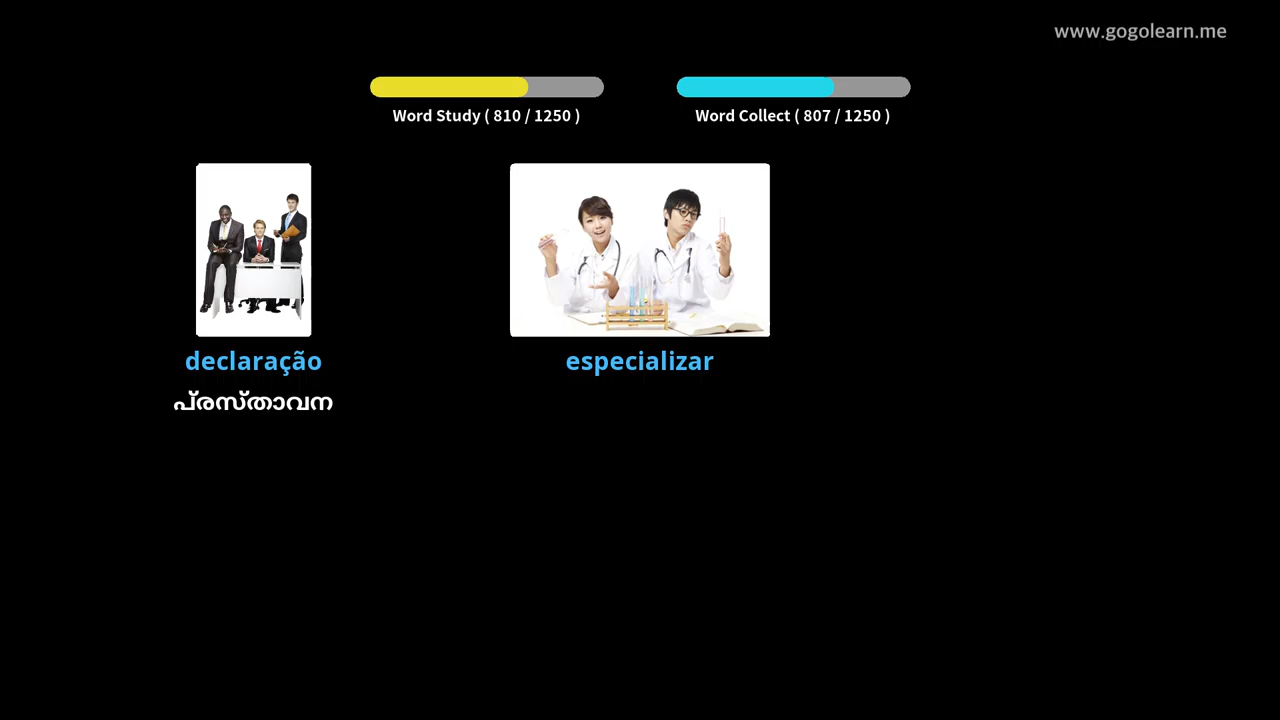 www.gogolearn.me
Word Study ( 810 / 1250 )
Word Collect ( 807 / 1250 )
declaração
especializar
പ്രസ്താവന